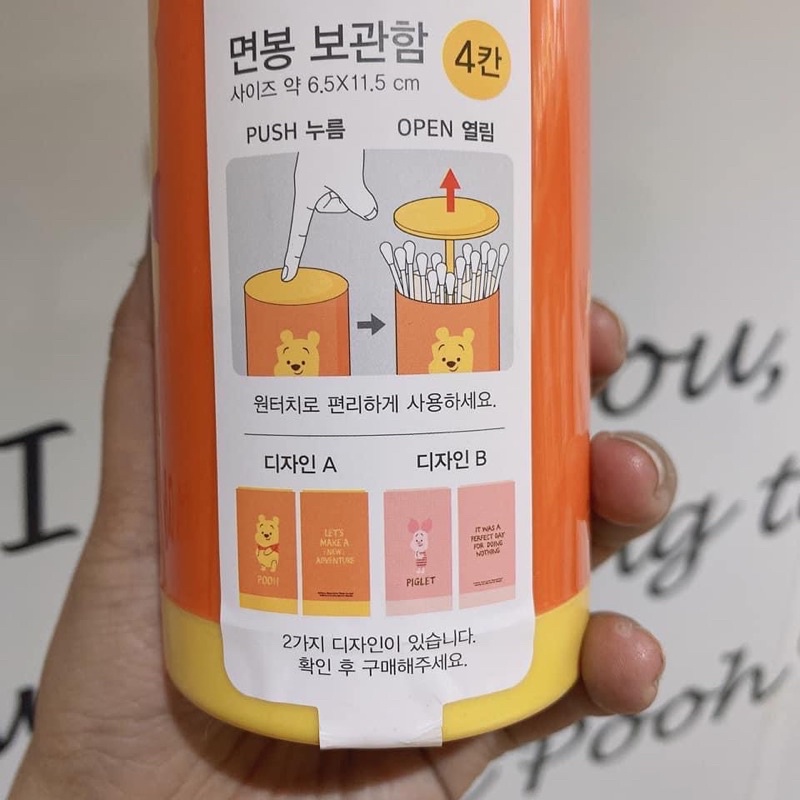 면봉 보관함
4칸
사이즈 약 6.5X11.5 cm
PUSH 누름
OPEN 열림
원터치로 편리하게 사용하세요.
디자인 A
디자인 B
POOH
LET'S
MAKE A
NEW
ADVENTURE
PIGLET
IT WAS A
PERFECT DAY
FOR DOING
NOTHING
2가지 디자인이 있습니다.
확인 후 구매해주세요.
I
ou,
ng t
Pooh